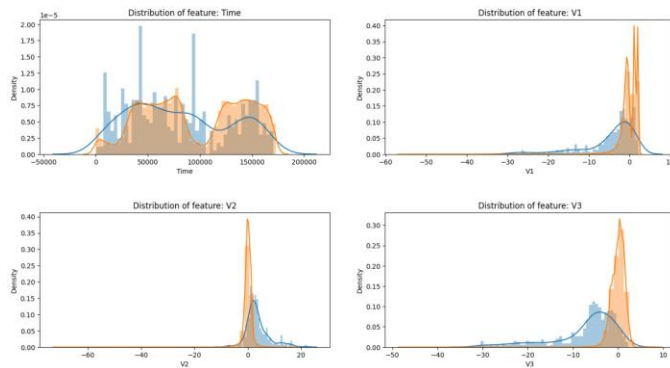 Distribution of feature: Time
1e-5
2.00
1.75
1.50
1.25
1.00
0.75
0.50
0.25
0.00
Density
-50000 0 50000 100000 150000 200000
Time
Distribution of feature: V1
0.40
0.35
0.30
0.25
0.20
0.15
0.10
0.05
0.00
Density
-60 -50 -40 -30 -20 -10 0 10
V1
Distribution of feature: V2
0.40
0.35
0.30
0.25
0.20
0.15
0.10
0.05
0.00
Density
-60 -40 -20 0 20
V2
Distribution of feature: V3
0.30
0.25
0.20
0.15
0.10
0.05
0.00
Density
-50 -40 -30 -20 -10 0 10
V3